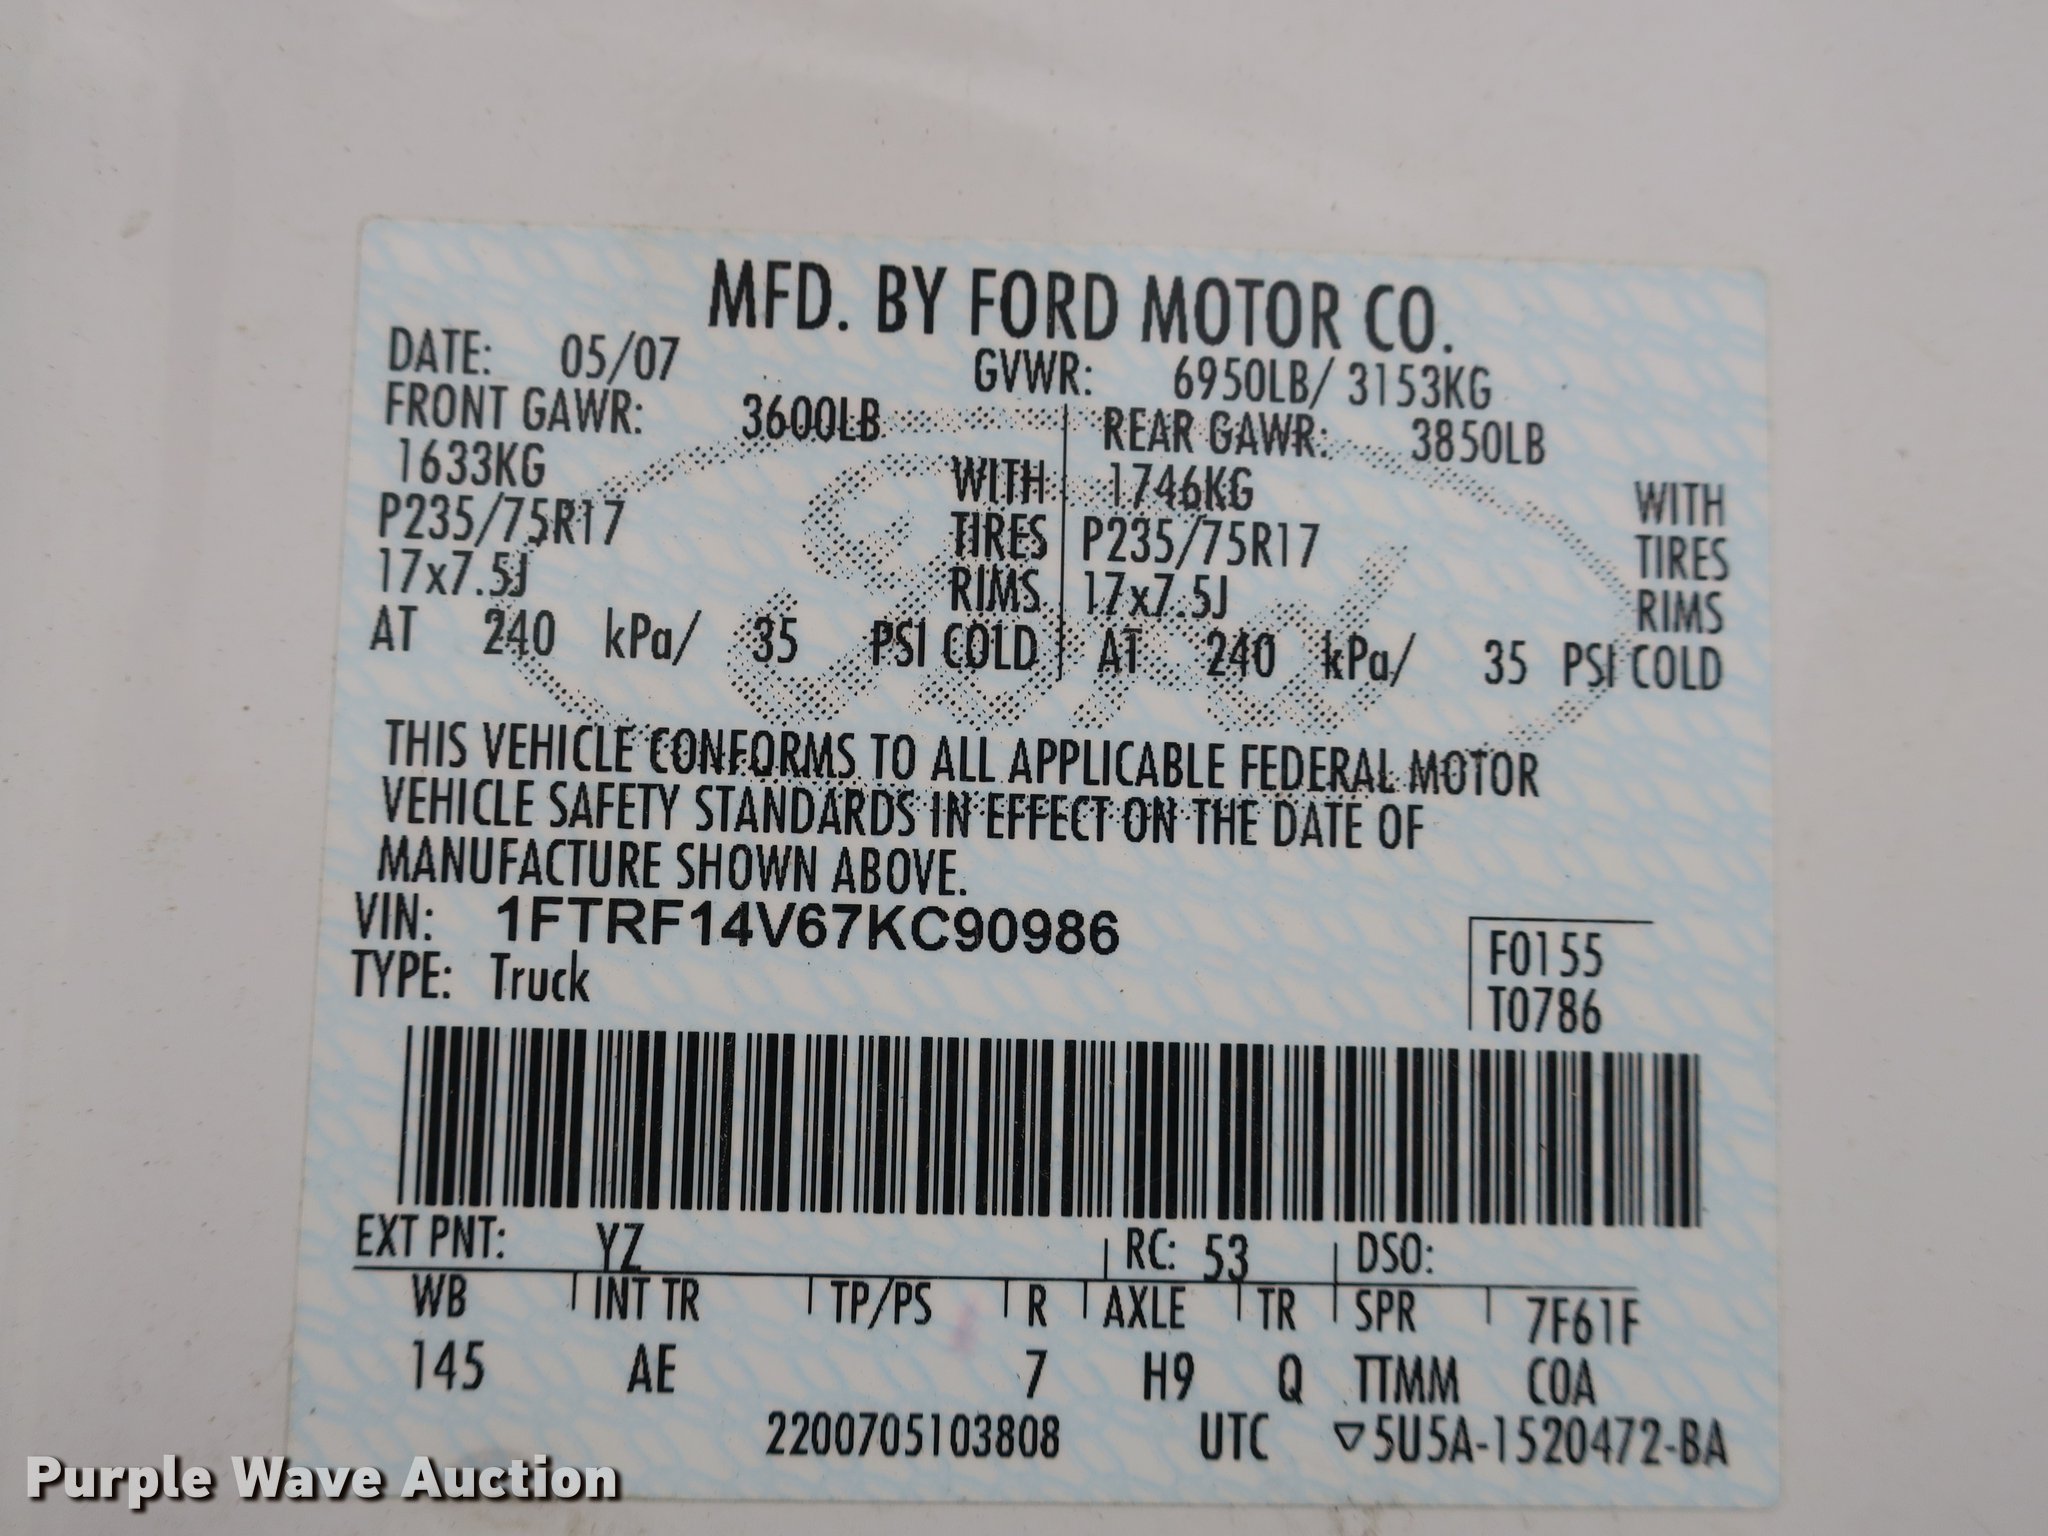 MFD. BY FORD MOTOR CO.
DATE: 05/07 GVWR: 6950LB/ 3153KG
FRONT GAWR: 3600LB REAR GAWR: 3850LB
1633KG WITH 1746KG WITH
P235/75R17 TIRES P235/75R17 TIRES
17x7.5J RIMS 17x7.5J RIMS
AT 240 kPa/ 35 PSI COLD AT 240 kPa/ 35 PSI COLD
Ford
THIS VEHICLE CONFORMS TO ALL APPLICABLE FEDERAL MOTOR
VEHICLE SAFETY STANDARDS IN EFFECT ON THE DATE OF
MANUFACTURE SHOWN ABOVE.
VIN: 1FTRF14V67KC90986
TYPE: Truck
F0155
T0786
EXT PNT: YZ RC: 53 DSO:
WB INT TR TP/PS R AXLE TR SPR 7F61F
145 AE 7 H9 Q TTMM COA
2200705103808 UTC ▽5U5A-1520472-BA
Purple Wave Auction